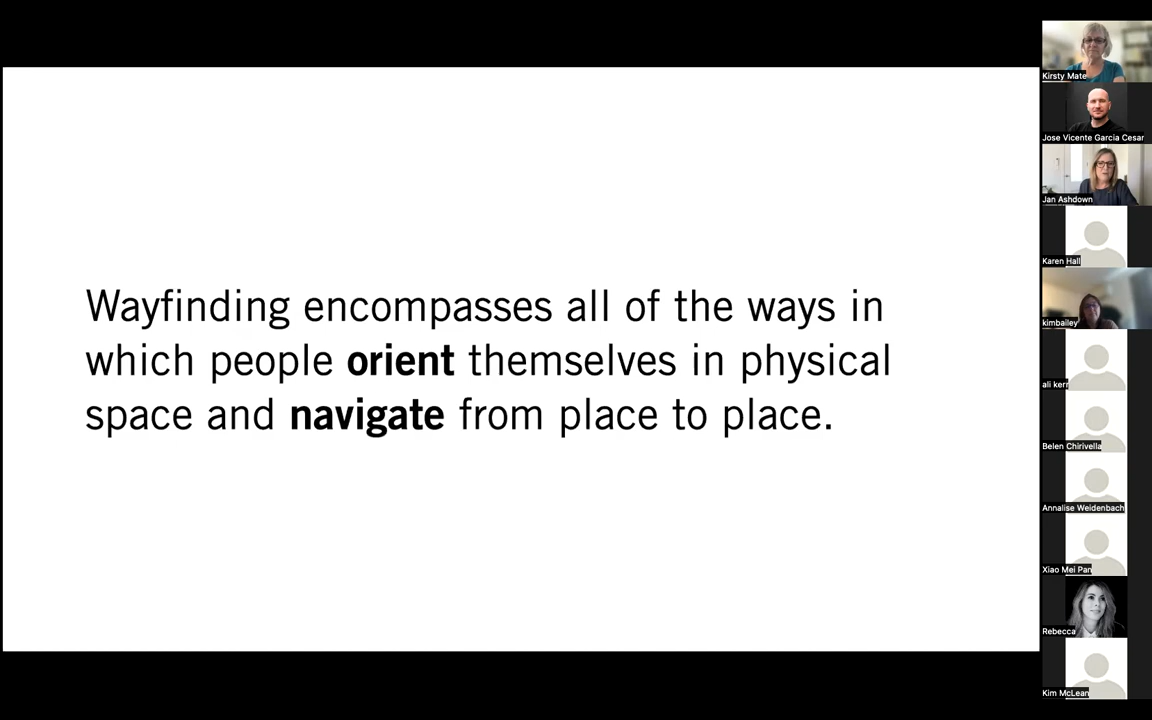 Wayfinding encompasses all of the ways in
which people orient themselves in physical
space and navigate from place to place.
Kirsty Mate
Jose Vicente Garcia Cesar
Jan Ashdown
Karen Hall
kimbailey
ali kerr
Belen Chirivella
Annalise Weidenbach
Xiao Mei Pan
Rebecca
Kim McLean